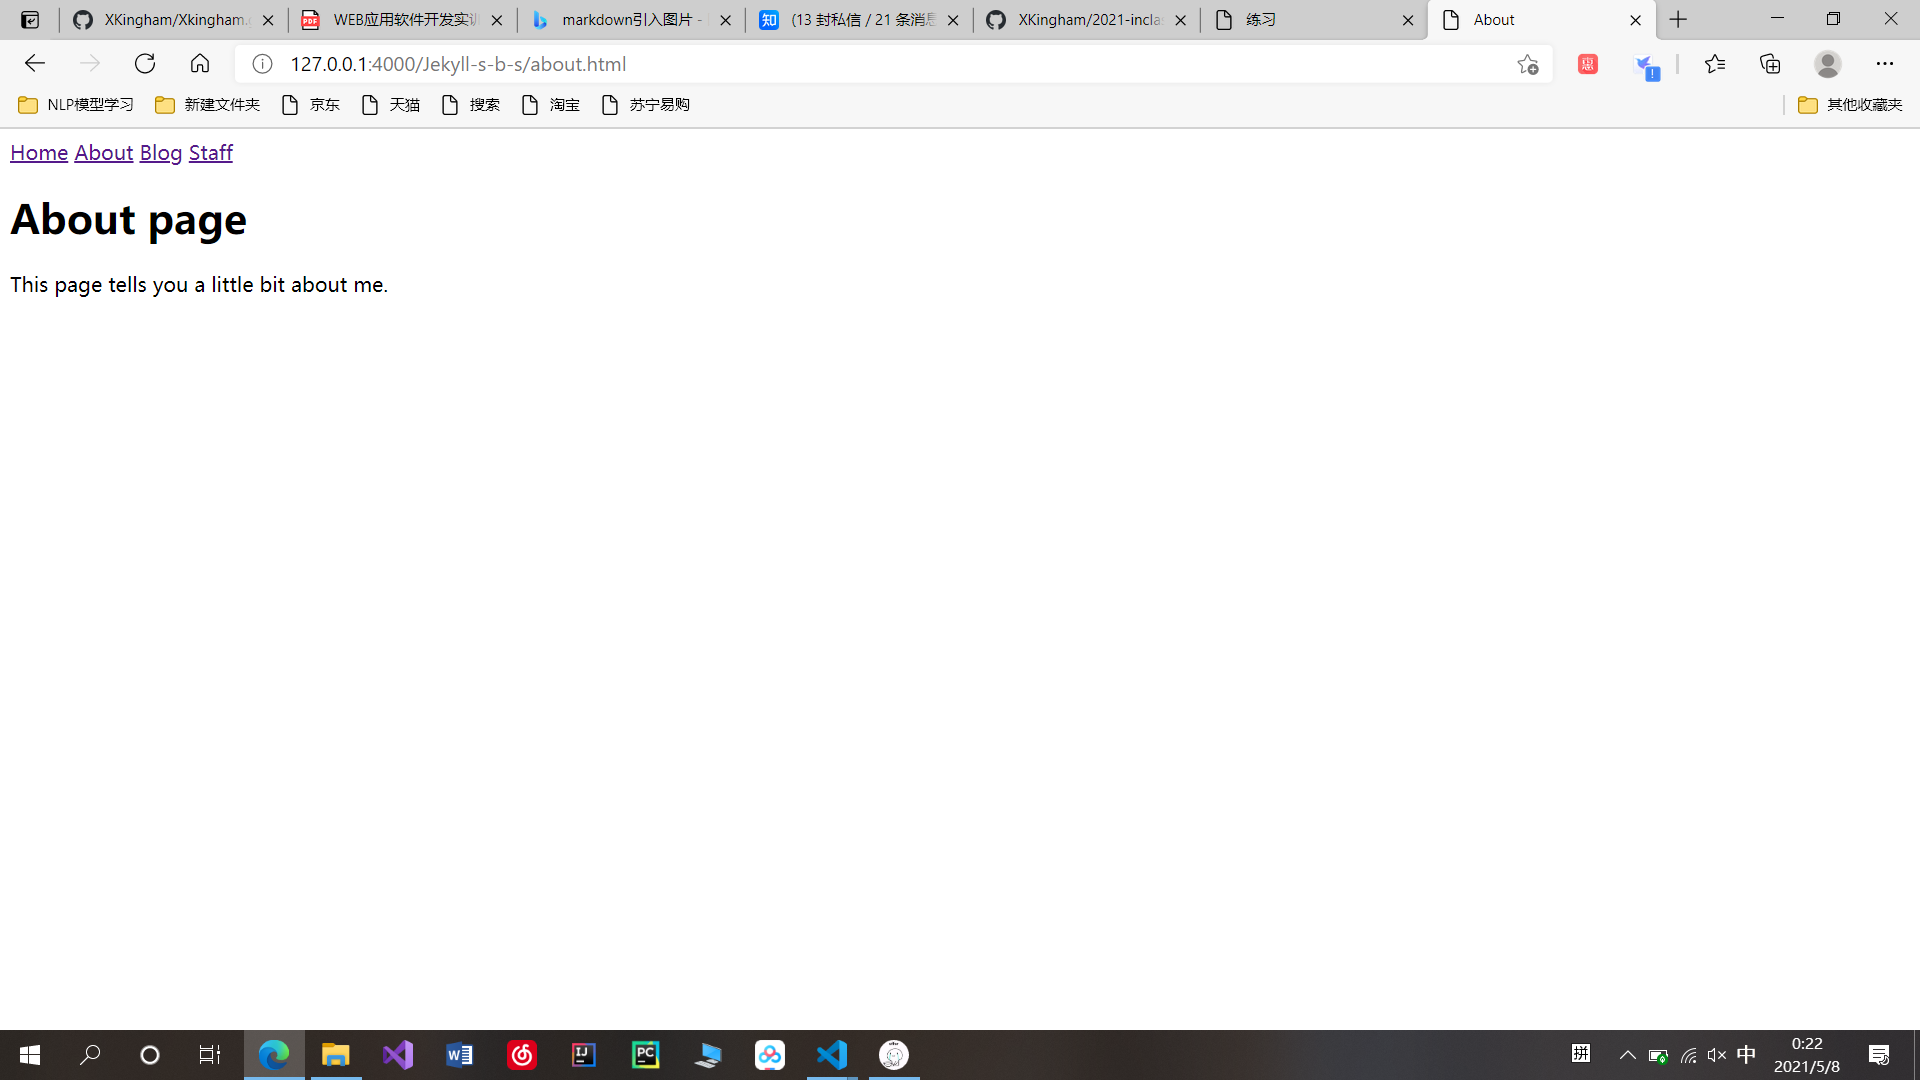 XKingham/Xkingham.
WEB应用软件开发实训
markdown引入图片 -
(13 封私信 / 21 条消息
XKingham/2021-inclas
练习
About
127.0.0.1:4000/Jekyll-s-b-s/about.html
NLP模型学习
新建文件夹
京东
天猫
搜索
淘宝
苏宁易购
其他收藏夹
Home About Blog Staff
About page
This page tells you a little bit about me.
拼
中
0:22
2021/5/8